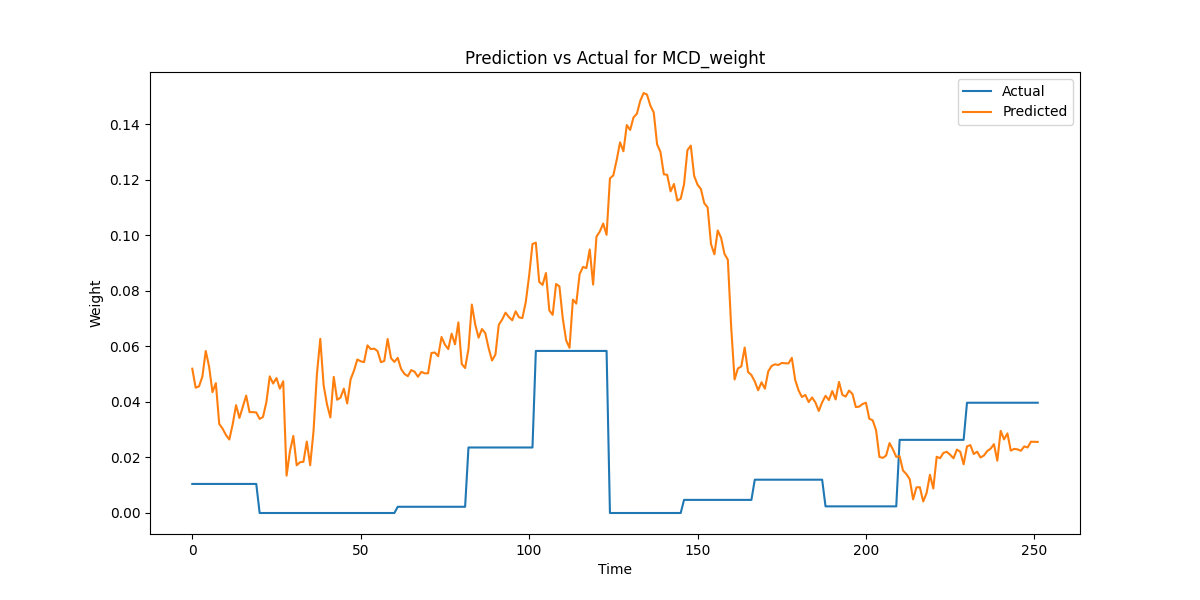 Prediction vs Actual for MCD_weight
Actual
Predicted
0.14
0.12
0.10
0.08
0.06
0.04
0.02
0.00
Weight
0 50 100 150 200 250
Time